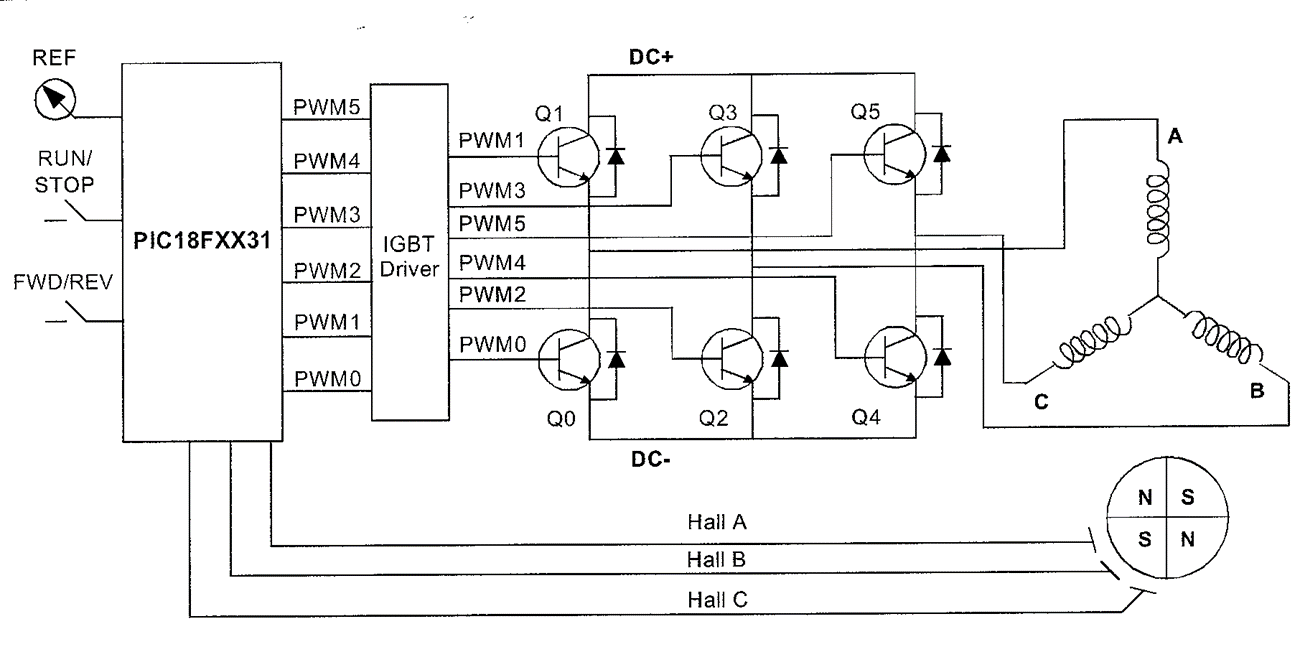 REF
RUN/
STOP
FWD/REV
PIC18FXX31
PWM5
PWM4
PWM3
PWM2
PWM1
PWM0
IGBT
Driver
PWM1
PWM3
PWM5
PWM4
PWM2
PWM0
DC+
Q1
Q3
Q5
Q0
Q2
Q4
DC-
A
C
B
Hall A
Hall B
Hall C
N S
S N